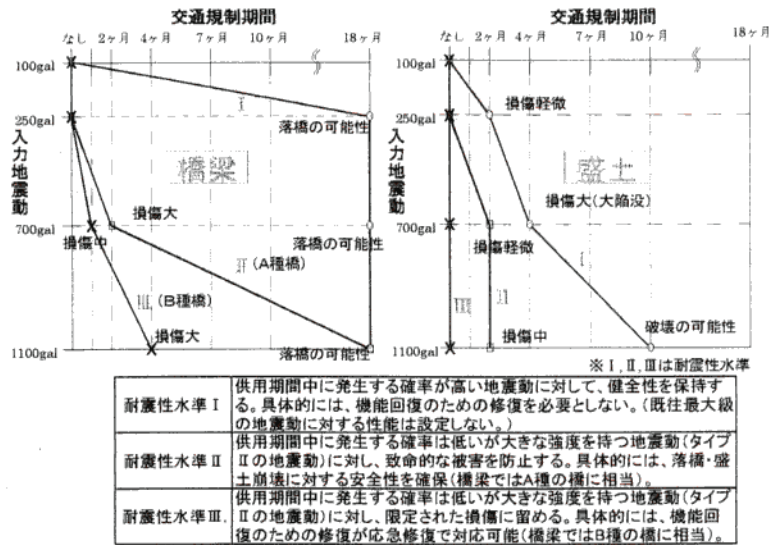 交通規制期間
なし 1 2ヶ月 4ヶ月 7ヶ月 10ヶ月 18ヶ月
100gal
250gal
700gal
1100gal
入力地震動
橋梁
I
落橋の可能性
損傷大
損傷中
落橋の可能性
II (A種橋)
III (B種橋)
損傷大
落橋の可能性
交通規制期間
なし 1 2ヶ月 4ヶ月 7ヶ月 10ヶ月 18ヶ月
100gal
250gal
700gal
1100gal
入力地震動
盛土
損傷軽微
損傷大(大陥没)
損傷軽微
I
II
III
損傷中
破壊の可能性
※ I, II, IIIは耐震性水準
耐震性水準 I
供用期間中に発生する確率が高い地震動に対して、健全性を保持す
る。具体的には、機能回復のための修復を必要としない。(既往最大級
の地震動に対する性能は設定しない。)
耐震性水準 II
供用期間中に発生する確率は低いが大きな強度を持つ地震動(タイプ
IIの地震動)に対し、致命的な被害を防止する。具体的には、落橋・盛
土崩壊に対する安全性を確保(橋梁ではA種の橋に相当)。
耐震性水準 III.
供用期間中に発生する確率は低いが大きな強度を持つ地震動(タイプ
IIの地震動)に対し、限定された損傷に留める。具体的には、機能回
復のための修復が応急修復で対応可能(橋梁ではB種の橋に相当)。